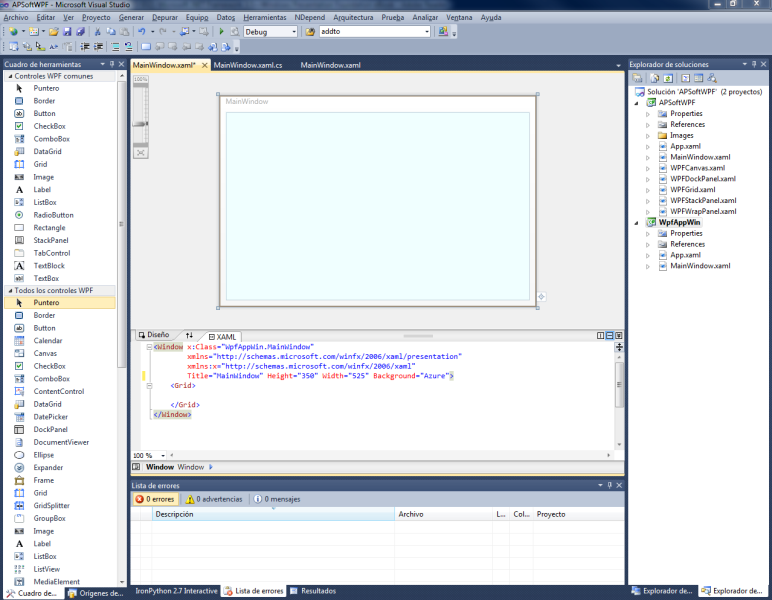 APSoftWPF - Microsoft Visual Studio
Archivo Editar Ver Proyecto Generar Depurar Equipo Datos Herramientas NDepend Arquitectura Prueba Analizar Ventana Ayuda
Debug addto
Cuadro de herramientas
Controles WPF comunes
Puntero
Border
Button
CheckBox
ComboBox
DataGrid
Grid
Image
Label
ListBox
RadioButton
Rectangle
StackPanel
TabControl
TextBlock
TextBox
Todos los controles WPF
Puntero
Border
Button
Calendar
Canvas
CheckBox
ComboBox
ContentControl
DataGrid
DatePicker
DockPanel
DocumentViewer
Ellipse
Expander
Frame
Grid
GridSplitter
GroupBox
Image
Label
ListBox
ListView
MediaElement
Cuadro de... Orígenes de...
MainWindow.xaml* MainWindow.xaml.cs MainWindow.xaml
100%
MainWindow
Diseño XAML
<Window x:Class="WpfAppWin.MainWindow"
xmlns="http://schemas.microsoft.com/winfx/2006/xaml/presentation"
xmlns:x="http://schemas.microsoft.com/winfx/2006/xaml"
Title="MainWindow" Height="350" Width="525" Background="Azure">
<Grid>
</Grid>
</Window>
100 %
Window Window
Lista de errores
0 errores 0 advertencias 0 mensajes
Descripción Archivo L... Col... Proyecto
IronPython 2.7 Interactive Lista de errores Resultados
Explorador de soluciones
Solución 'APSoftWPF' (2 proyectos)
APSoftWPF
Properties
References
Images
App.xaml
MainWindow.xaml
WPFCanvas.xaml
WPFDockPanel.xaml
WPFGrid.xaml
WPFStackPanel.xaml
WPFWrapPanel.xaml
WpfAppWin
Properties
References
App.xaml
MainWindow.xaml
Explorador de... Explorador de...